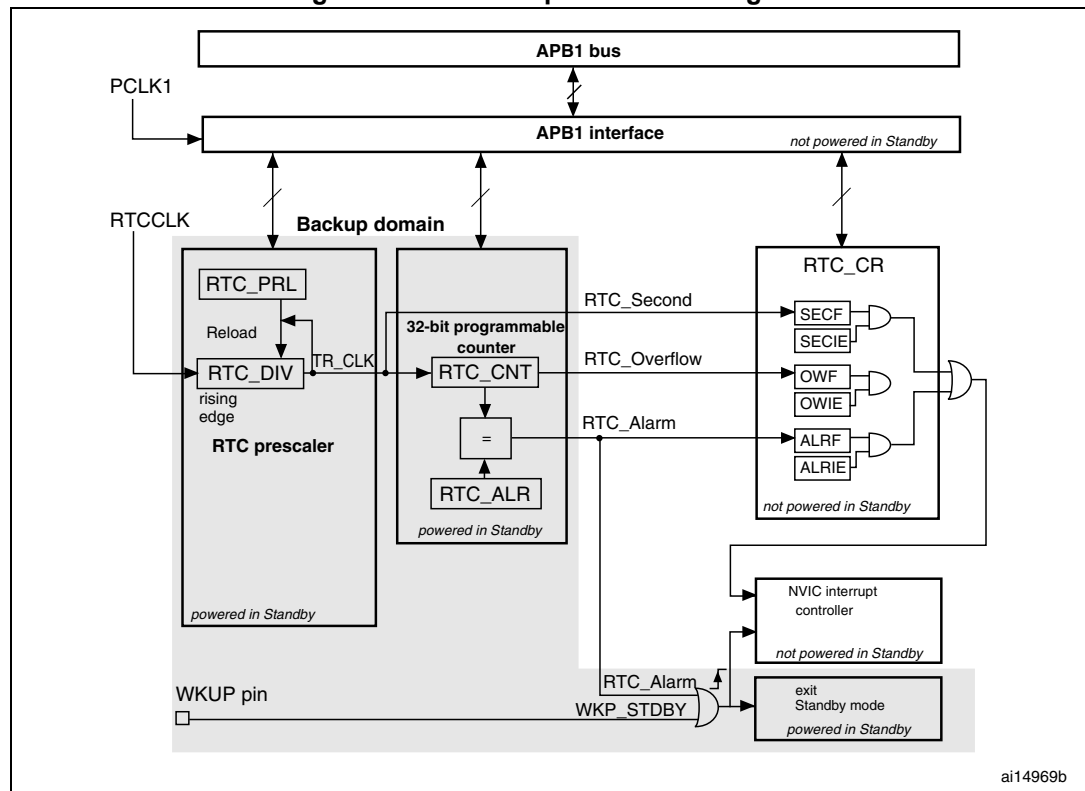 APB1 bus
PCLK1
APB1 interface
not powered in Standby
RTCCLK
Backup domain
RTC_PRL
Reload
RTC_DIV
rising
edge
TR_CLK
RTC prescaler
powered in Standby
32-bit programmable
counter
RTC_CNT
=
RTC_ALR
powered in Standby
RTC_Second
RTC_Overflow
RTC_Alarm
RTC_CR
SECF
SECIE
OWF
OWIE
ALRF
ALRIE
not powered in Standby
NVIC interrupt
controller
not powered in Standby
WKUP pin
RTC_Alarm
WKP_STDBY
exit
Standby mode
powered in Standby
ai14969b